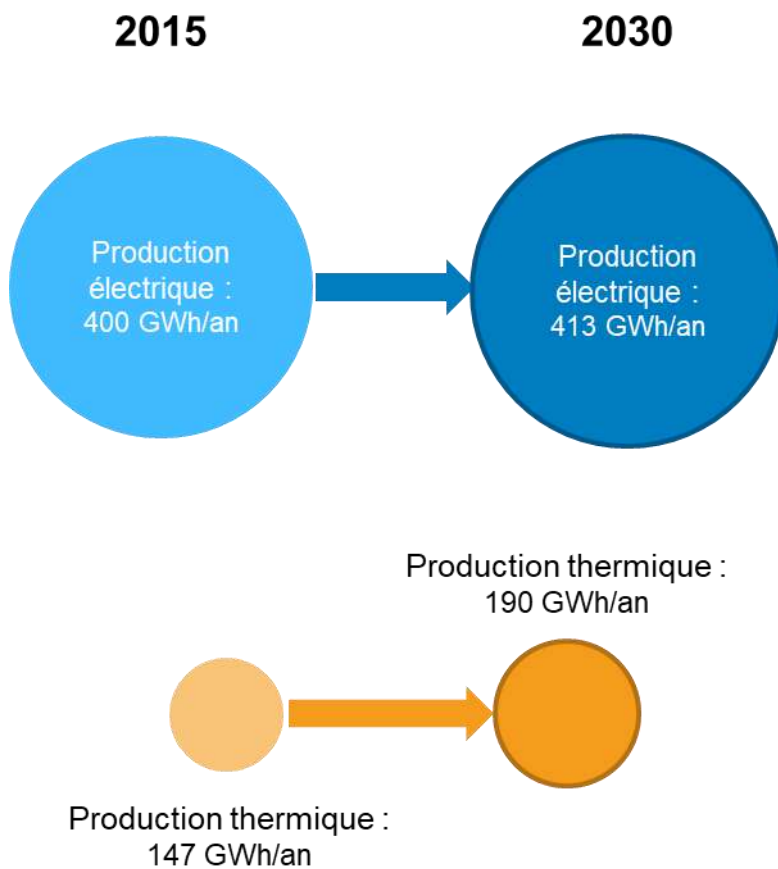 2015
2030
Production
électrique :
400 GWh/an
Production
électrique :
413 GWh/an
Production thermique :
190 GWh/an
Production thermique :
147 GWh/an